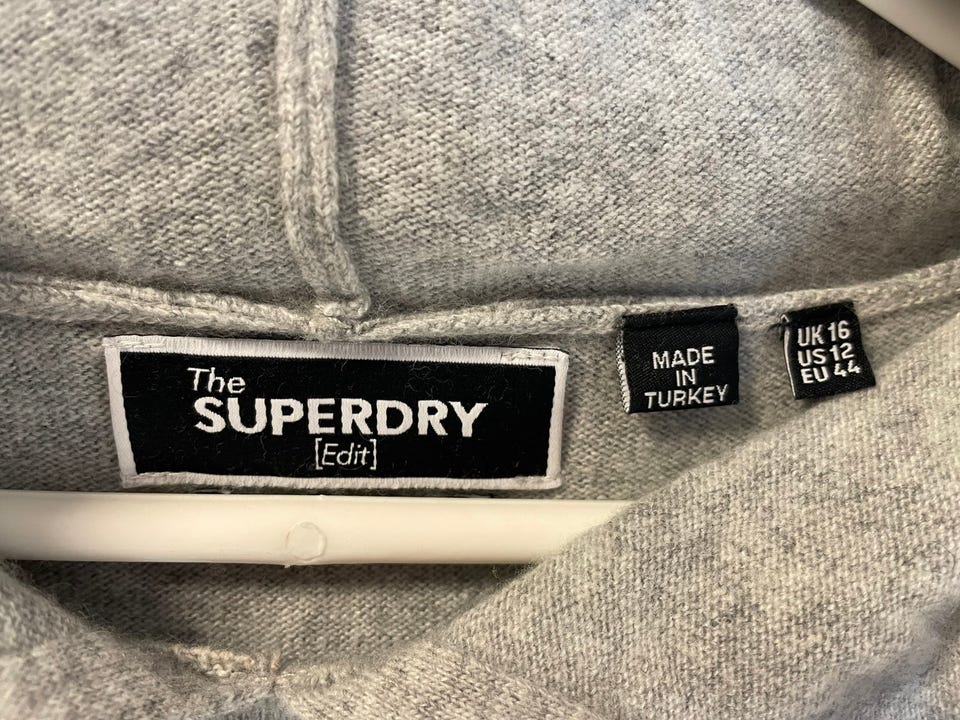 The
SUPERDRY
[Edit]
MADE
IN
TURKEY
UK 16
US 12
EU 44